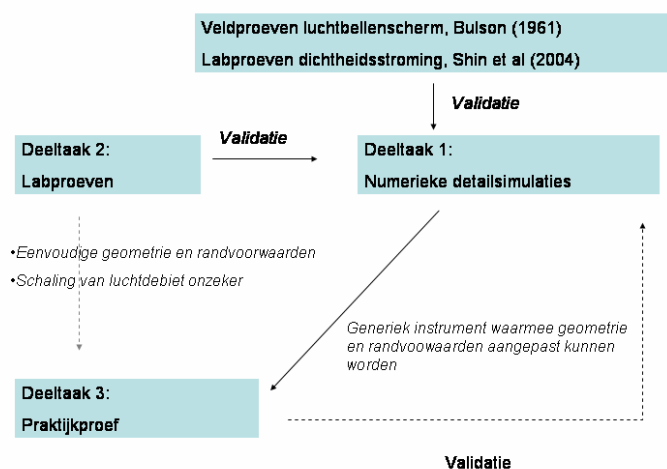 Veldproeven luchtbellenscherm, Bulson (1961)
Labproeven dichtheidsstroming, Shin et al (2004)
Validatie
Validatie
Deeltaak 2:
Labproeven
Deeltaak 1:
Numerieke detailsimulaties
•Eenvoudige geometrie en randvoorwaarden
•Schaling van luchtdebiet onzeker
Generiek instrument waarmee geometrie
en randvoowaarden aangepast kunnen
worden
Deeltaak 3:
Praktijkproef
Validatie